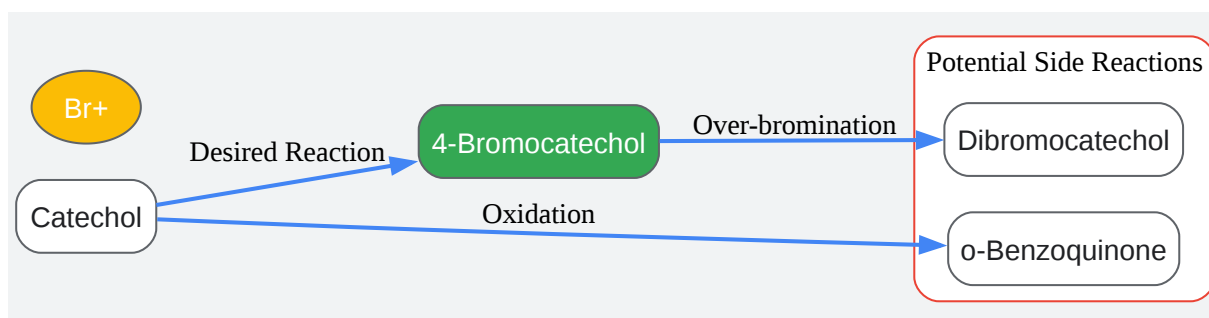 Potential Side Reactions
Br+
Desired Reaction
4-Bromocatechol
Over-bromination
Dibromocatechol
Catechol
Oxidation
o-Benzoquinone